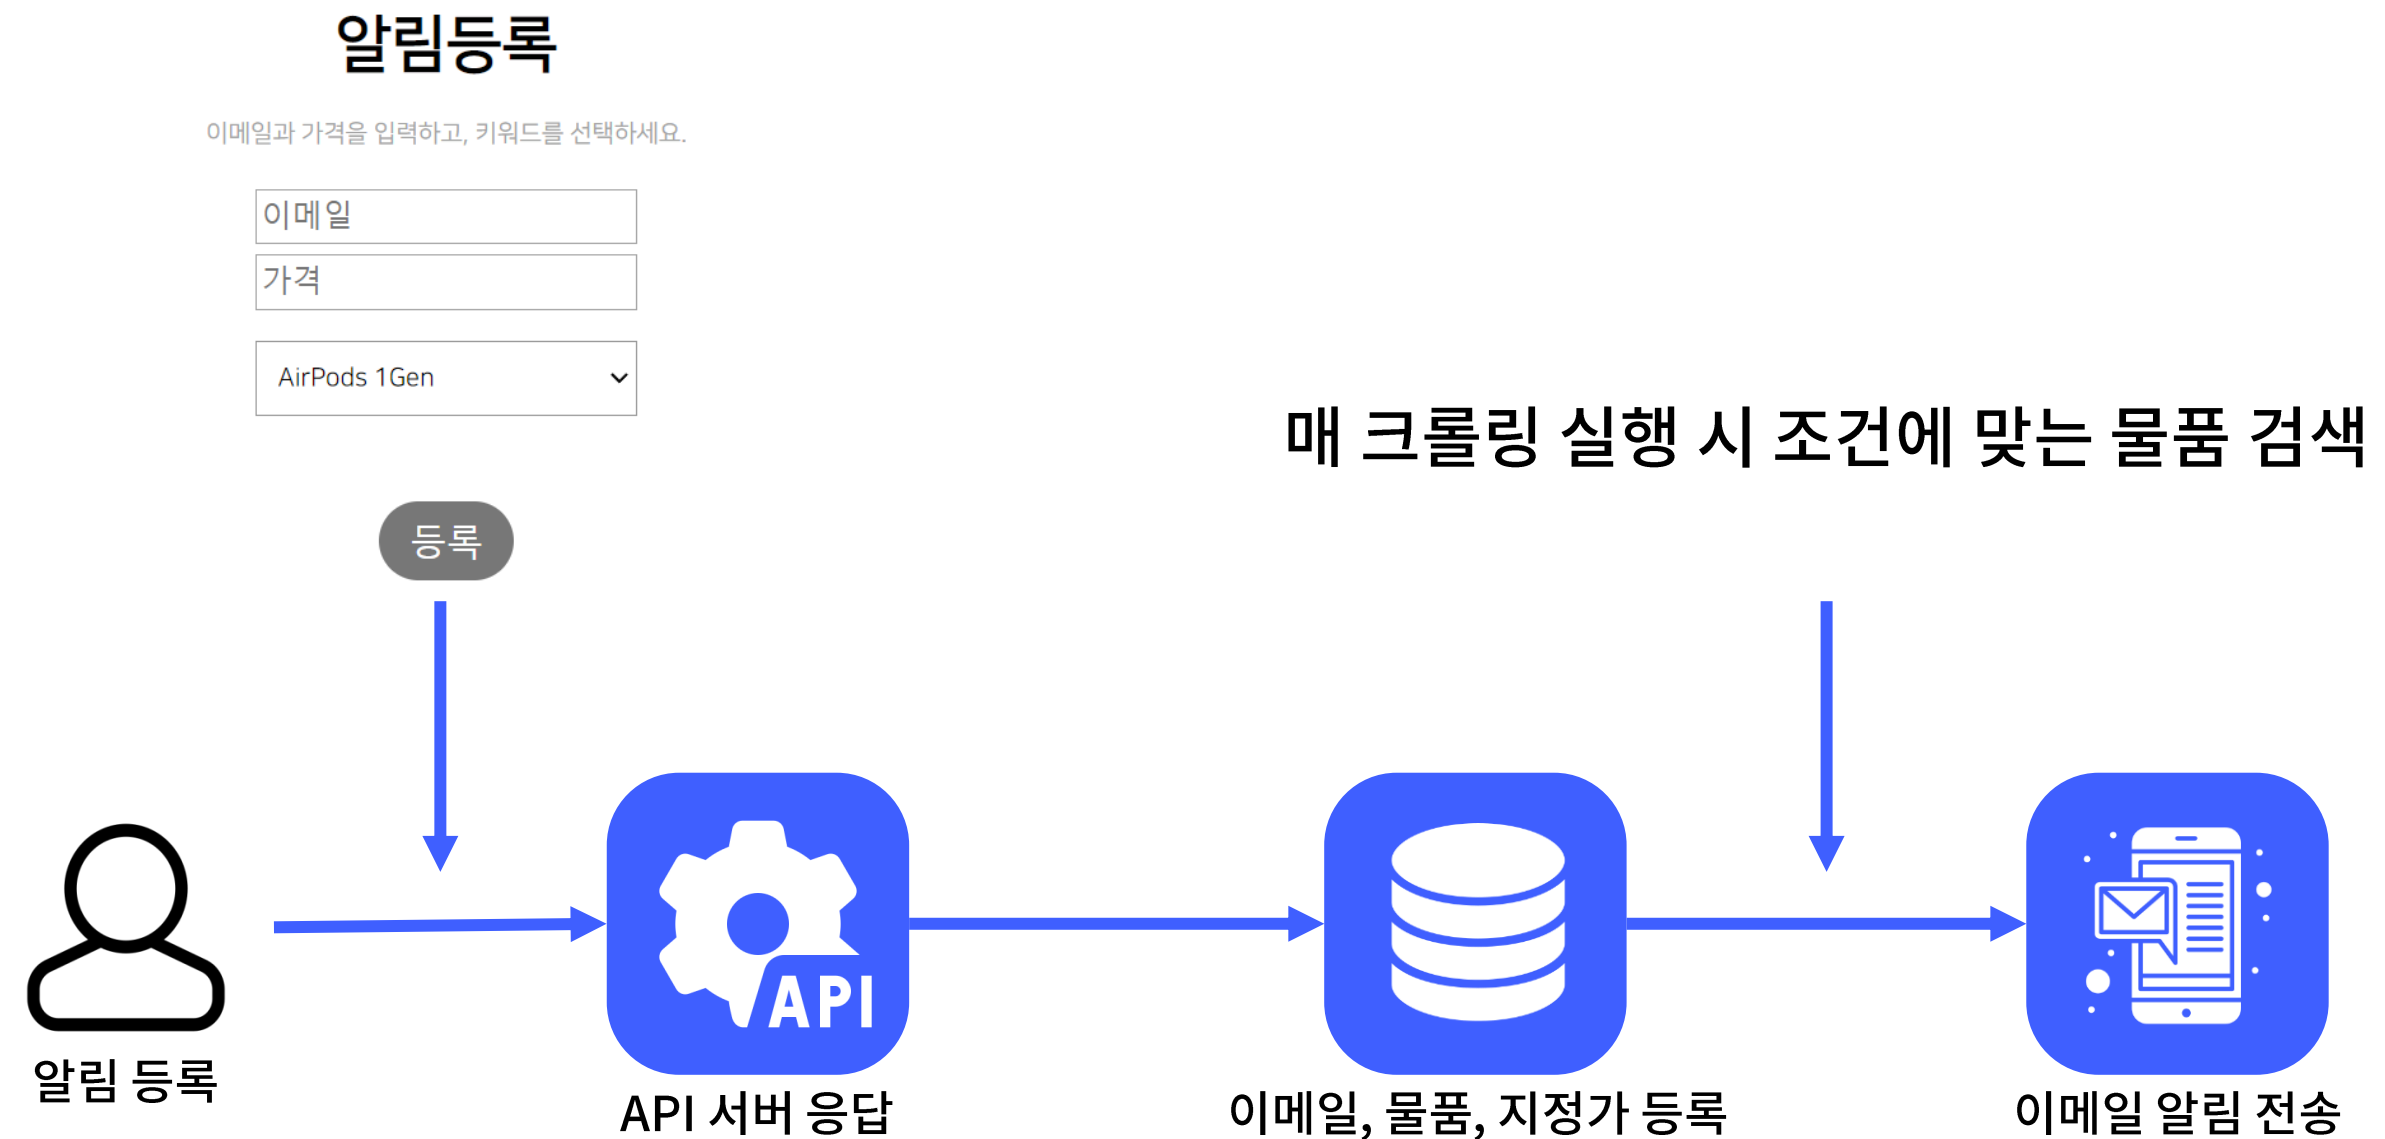 알림등록
이메일과 가격을 입력하고, 키워드를 선택하세요.
이메일
가격
AirPods 1Gen
등록
매 크롤링 실행 시 조건에 맞는 물품 검색
API
알림 등록
API 서버 응답
이메일, 물품, 지정가 등록
이메일 알림 전송